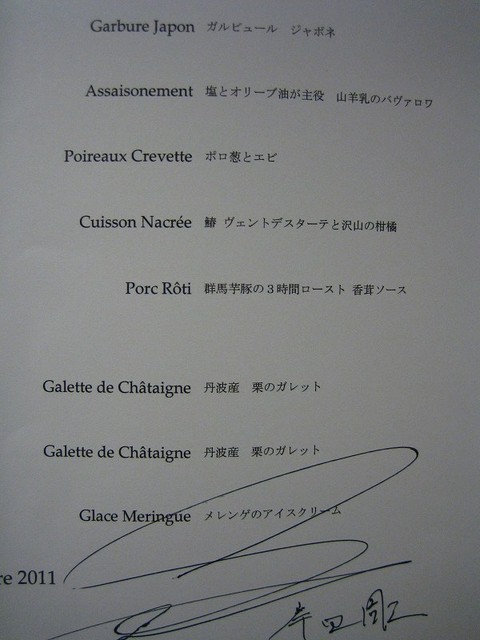 Garbure Japon ガルビュール ジャポネ
Assaisonement 塩とオリーブ油が主役 山羊乳のバヴァロワ
Poireaux Crevette ポロ葱とエビ
Cuisson Nacrée 鰆 ヴェントデスターテと沢山の柑橘
Porc Rôti 群馬芋豚の3時間ロースト 香茸ソース
Galette de Châtaigne 丹波産 栗のガレット
Galette de Châtaigne 丹波産 栗のガレット
Glace Meringue メレンゲのアイスクリーム
re 2011
岸田周三